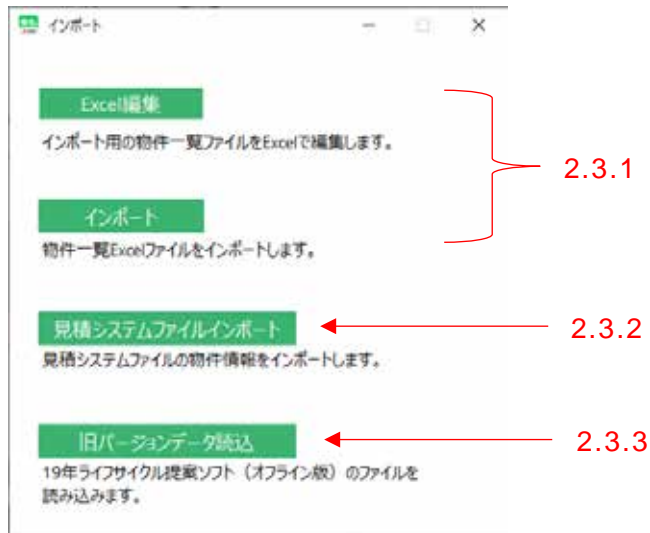 インポート
Excel編集
インポート用の物件一覧ファイルをExcelで編集します。
2.3.1
インポート
物件一覧Excelファイルをインポートします。
見積システムファイルインポート
2.3.2
見積システムファイルの物件情報をインポートします。
旧バージョンデータ読込
2.3.3
19年ライフサイクル提案ソフト（オフライン版）のファイルを
読み込みます。